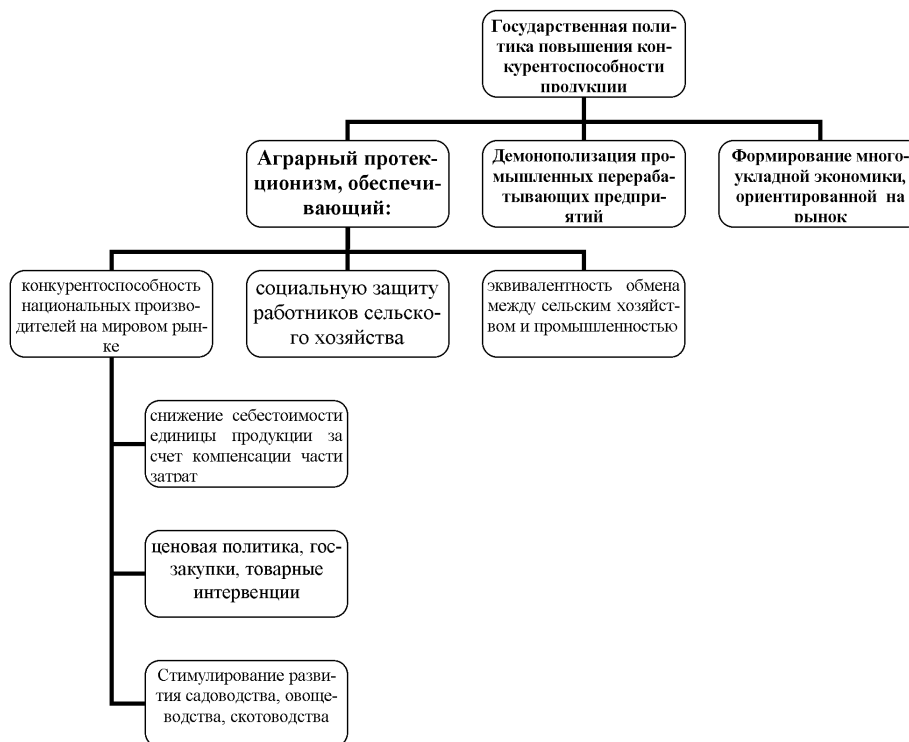 Государственная поли-
тика повышения кон-
курентоспособности
продукции
Аграрный протек-
ционизм, обеспечи-
вающий:
Демонополизация про-
мышленных перераба-
тывающих предпри-
ятий
Формирование много-
укладной экономики,
ориентированной на
рынок
конкурентоспособность
национальных произво-
дителей на мировом рын-
ке
социальную защиту
работников сельско-
го хозяйства
эквивалентность обмена
между сельским хозяйст-
вом и промышленностью
снижение себестоимости
единицы продукции за
счет компенсации части
затрат
ценовая политика, гос-
закупки, товарные
интервенции
Стимулирование разви-
тия садоводства, овоще-
водства, скотоводства